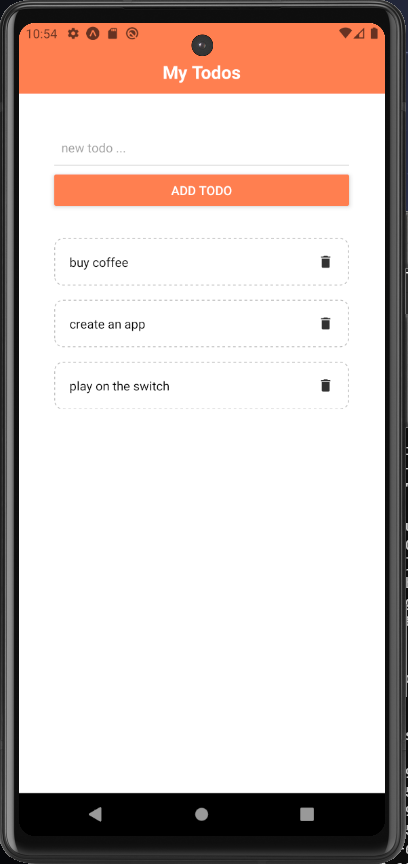 10:54
My Todos
new todo ...
ADD TODO
buy coffee
create an app
play on the switch